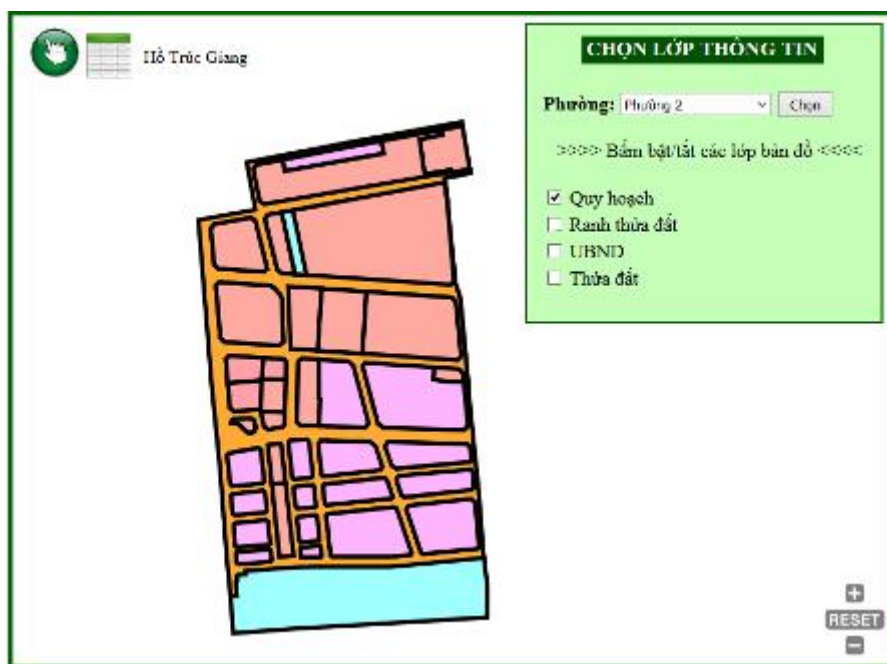 Hồ Trúc Giang
CHỌN LỚP THÔNG TIN
Phường: Phường 2 Chọn
>>>> Bấm bật/tắt các lớp bản đồ <<<<
Quy hoạch
Ranh thửa đất
UBND
Thửa đất
RESET